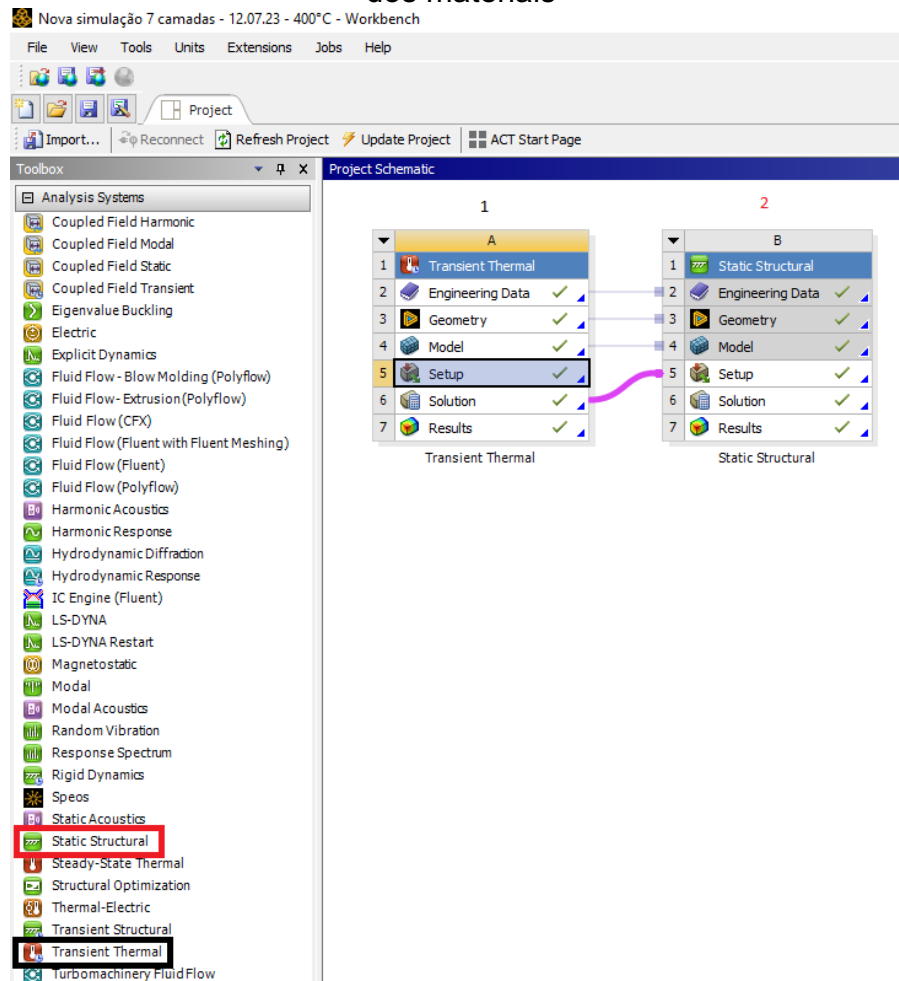 dos materiais
Nova simulação 7 camadas - 12.07.23 - 400°C - Workbench
File View Tools Units Extensions Jobs Help
Project
Import... Reconnect Refresh Project Update Project ACT Start Page
Toolbox
Project Schematic
Analysis Systems
Coupled Field Harmonic
Coupled Field Modal
Coupled Field Static
Coupled Field Transient
Eigenvalue Buckling
Electric
Explicit Dynamics
Fluid Flow - Blow Molding (Polyflow)
Fluid Flow- Extrusion (Polyflow)
Fluid Flow (CFX)
Fluid Flow (Fluent with Fluent Meshing)
Fluid Flow (Fluent)
Fluid Flow (Polyflow)
Harmonic Acoustics
Harmonic Response
Hydrodynamic Diffraction
Hydrodynamic Response
IC Engine (Fluent)
LS-DYNA
LS-DYNA Restart
Magnetostatic
Modal
Modal Acoustics
Random Vibration
Response Spectrum
Rigid Dynamics
Speos
Static Acoustics
Static Structural
Steady-State Thermal
Structural Optimization
Thermal-Electric
Transient Structural
Transient Thermal
Turbomachinery Fluid Flow
1
A
1 Transient Thermal
2 Engineering Data
3 Geometry
4 Model
5 Setup
6 Solution
7 Results
Transient Thermal
2
B
1 Static Structural
2 Engineering Data
3 Geometry
4 Model
5 Setup
6 Solution
7 Results
Static Structural